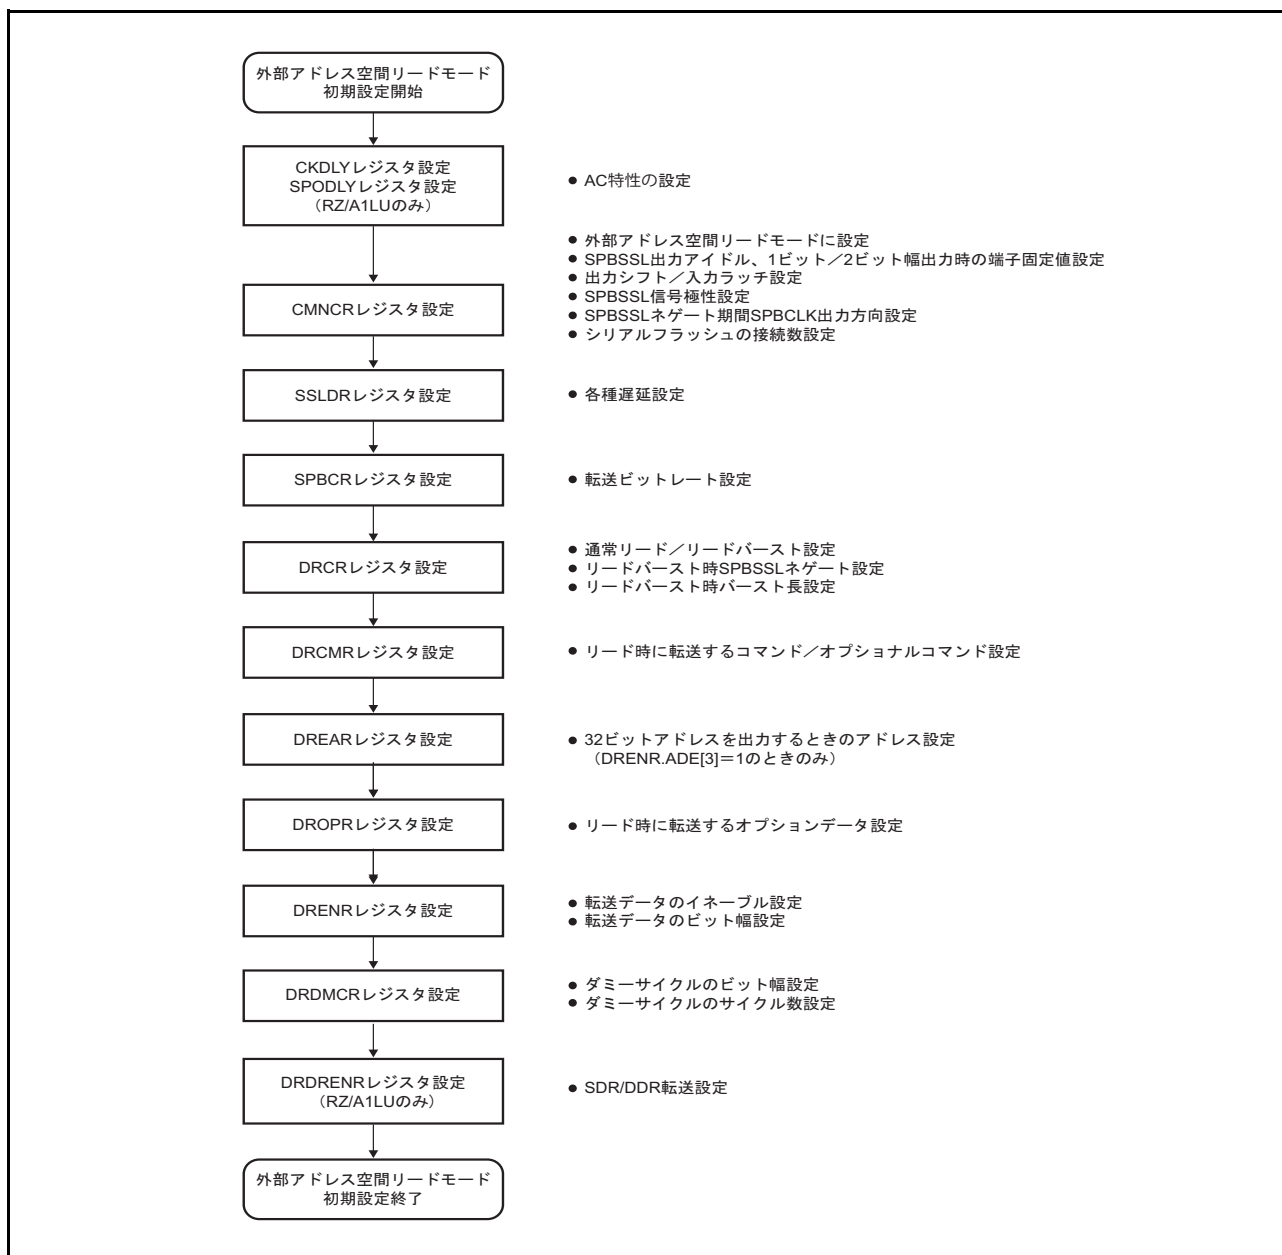 外部アドレス空間リードモード
初期設定開始
CKDLYレジスタ設定
SPODLYレジスタ設定
（RZ/A1LUのみ）
● AC特性の設定
CMNCRレジスタ設定
● 外部アドレス空間リードモードに設定
● SPBSSL出力アイドル、1ビット／2ビット幅出力時の端子固定値設定
● 出力シフト／入力ラッチ設定
● SPBSSL信号極性設定
● SPBSSLネゲート期間SPBCLK出力方向設定
● シリアルフラッシュの接続数設定
SSLDRレジスタ設定
● 各種遅延設定
SPBCRレジスタ設定
● 転送ビットレート設定
DRCRレジスタ設定
● 通常リード／リードバースト設定
● リードバースト時SPBSSLネゲート設定
● リードバースト時バースト長設定
DRCMRレジスタ設定
● リード時に転送するコマンド／オプショナルコマンド設定
DREARレジスタ設定
● 32ビットアドレスを出力するときのアドレス設定
（DRENR.ADE[3]＝1のときのみ）
DROPRレジスタ設定
● リード時に転送するオプションデータ設定
DRENRレジスタ設定
● 転送データのイネーブル設定
● 転送データのビット幅設定
DRDMCRレジスタ設定
● ダミーサイクルのビット幅設定
● ダミーサイクルのサイクル数設定
DRDRENRレジスタ設定
（RZ/A1LUのみ）
● SDR/DDR転送設定
外部アドレス空間リードモード
初期設定終了